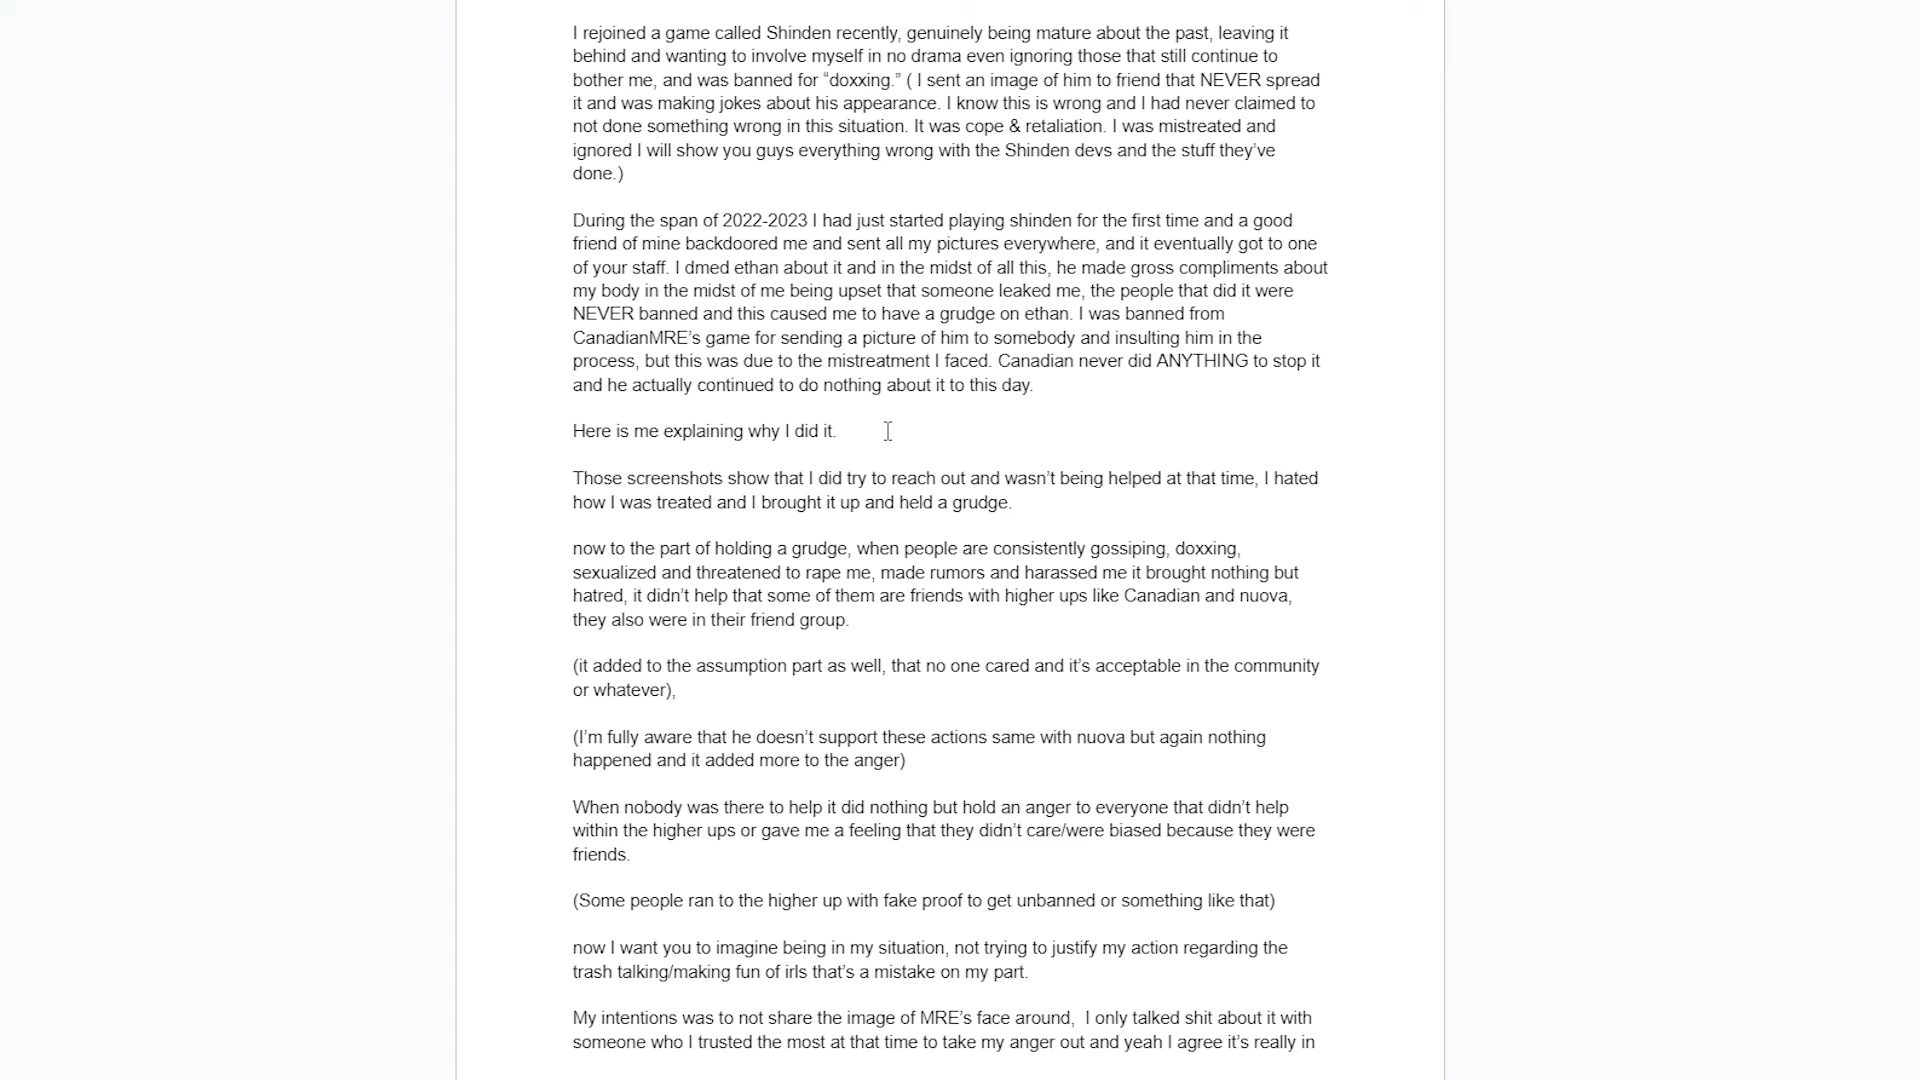 I rejoined a game called Shinden recently, genuinely being mature about the past, leaving it
behind and wanting to involve myself in no drama even ignoring those that still continue to
bother me, and was banned for “doxxing.” ( I sent an image of him to friend that NEVER spread
it and was making jokes about his appearance. I know this is wrong and I had never claimed to
not done something wrong in this situation. It was cope & retaliation. I was mistreated and
ignored I will show you guys everything wrong with the Shinden devs and the stuff they’ve
done.)
During the span of 2022-2023 I had just started playing shinden for the first time and a good
friend of mine backdoored me and sent all my pictures everywhere, and it eventually got to one
of your staff. I dmed ethan about it and in the midst of all this, he made gross compliments about
my body in the midst of me being upset that someone leaked me, the people that did it were
NEVER banned and this caused me to have a grudge on ethan. I was banned from
CanadianMRE’s game for sending a picture of him to somebody and insulting him in the
process, but this was due to the mistreatment I faced. Canadian never did ANYTHING to stop it
and he actually continued to do nothing about it to this day.
Here is me explaining why I did it.
Those screenshots show that I did try to reach out and wasn’t being helped at that time, I hated
how I was treated and I brought it up and held a grudge.
now to the part of holding a grudge, when people are consistently gossiping, doxxing,
sexualized and threatened to rape me, made rumors and harassed me it brought nothing but
hatred, it didn’t help that some of them are friends with higher ups like Canadian and nuova,
they also were in their friend group.
(it added to the assumption part as well, that no one cared and it’s acceptable in the community
or whatever),
(I’m fully aware that he doesn’t support these actions same with nuova but again nothing
happened and it added more to the anger)
When nobody was there to help it did nothing but hold an anger to everyone that didn’t help
within the higher ups or gave me a feeling that they didn’t care/were biased because they were
friends.
(Some people ran to the higher up with fake proof to get unbanned or something like that)
now I want you to imagine being in my situation, not trying to justify my action regarding the
trash talking/making fun of irls that’s a mistake on my part.
My intentions was to not share the image of MRE’s face around,  I only talked shit about it with
someone who I trusted the most at that time to take my anger out and yeah I agree it’s really in